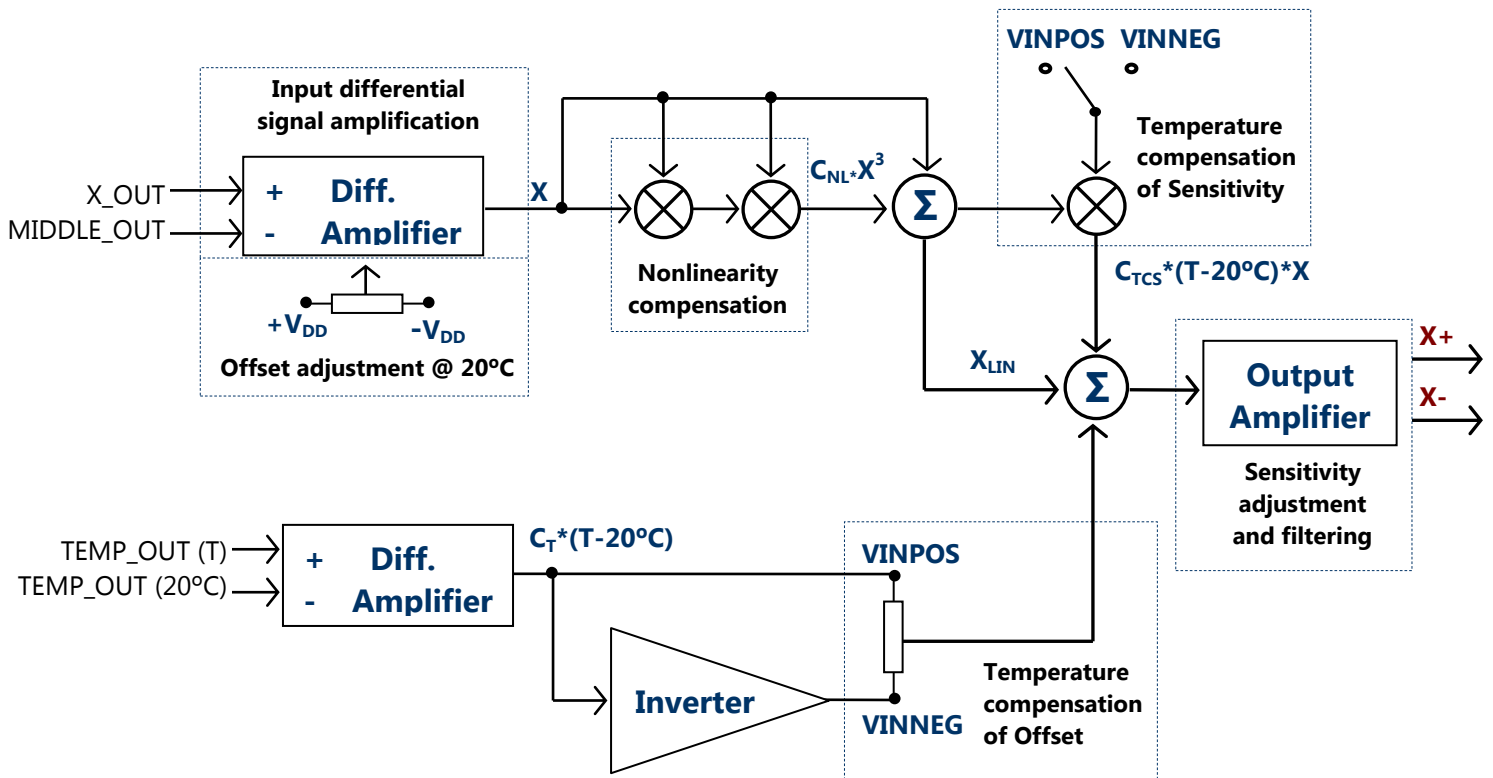 VINPOS VINNEG
Input differential
signal amplification
Temperature
compensation
of Sensitivity
X_OUT
MIDDLE_OUT
+ Diff.
- Amplifier
X
C_NL*X³
Σ
Nonlinearity
compensation
C_TCS*(T-20ºC)*X
+V_DD
-V_DD
Offset adjustment @ 20ºC
X_LIN
Σ
Output
Amplifier
X+
X-
Sensitivity
adjustment
and filtering
TEMP_OUT (T)
TEMP_OUT (20ºC)
+ Diff.
- Amplifier
C_T*(T-20ºC)
VINPOS
Inverter
VINNEG
Temperature
compensation
of Offset